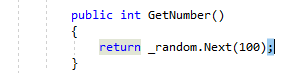 public int GetNumber()
{
return _random.Next(100);
}